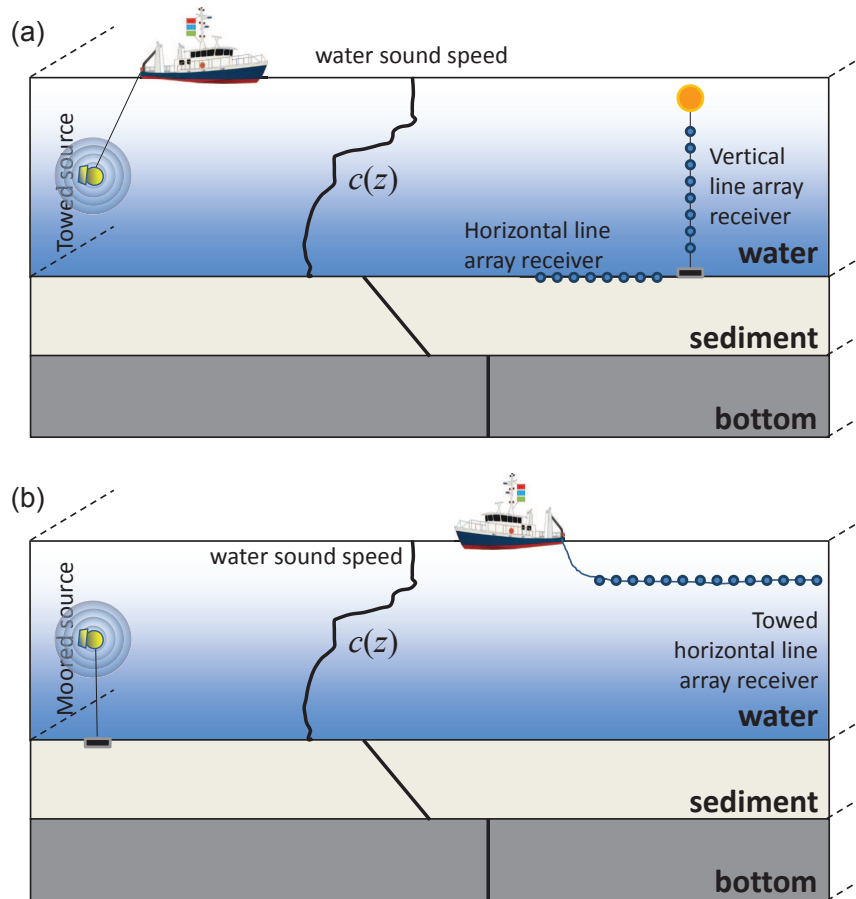 (a)
water sound speed
Towed source
c(z)
Vertical
line array
receiver
Horizontal line
array receiver
water
sediment
bottom
(b)
water sound speed
Moored source
c(z)
Towed
horizontal line
array receiver
water
sediment
bottom